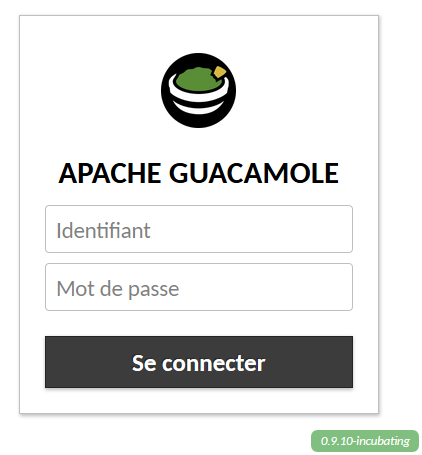 APACHE GUACAMOLE
Identifiant
Mot de passe
Se connecter
0.9.10-incubating